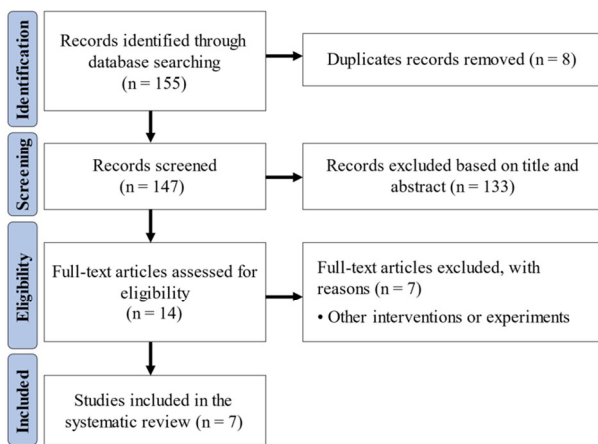 Identification
Records identified through
database searching
(n = 155)
Duplicates records removed (n = 8)
Screening
Records screened
(n = 147)
Records excluded based on title and
abstract (n = 133)
Eligibility
Full-text articles assessed for
eligibility
(n = 14)
Full-text articles excluded, with
reasons (n = 7)
• Other interventions or experiments
Included
Studies included in the
systematic review (n = 7)